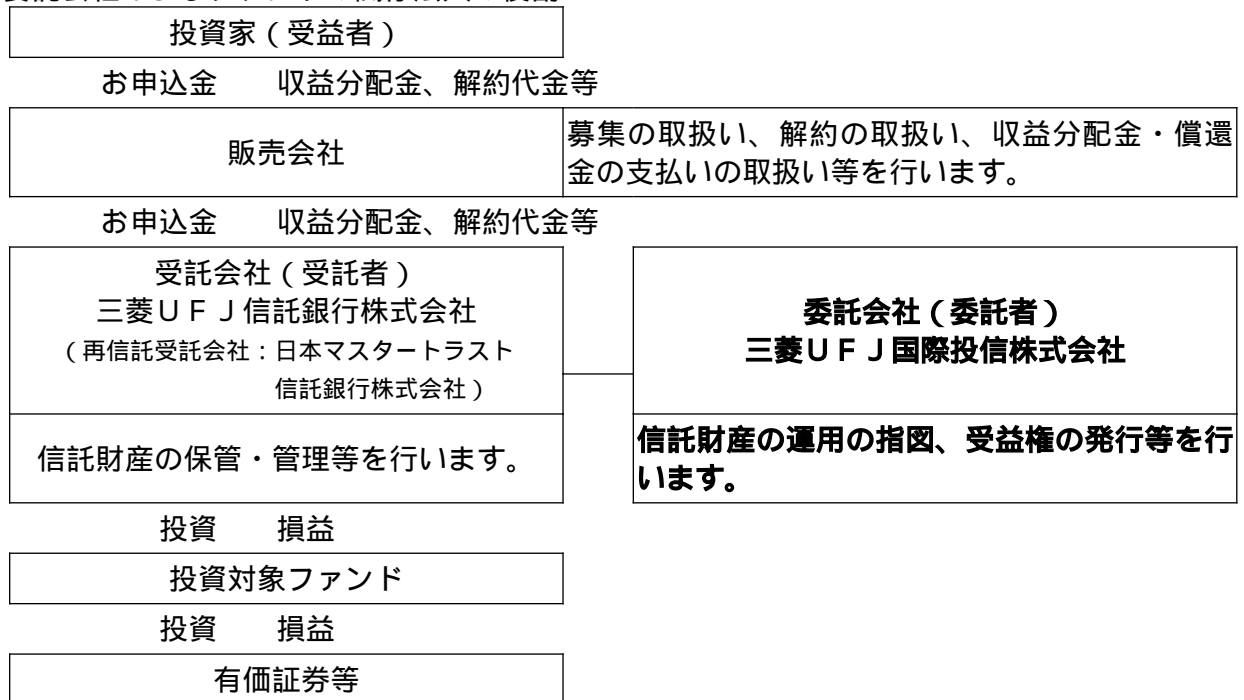 投資家（受益者）
お申込金　　収益分配金、解約代金等
販売会社
募集の取扱い、解約の取扱い、収益分配金・償還
金の支払いの取扱い等を行います。
お申込金　　収益分配金、解約代金等
受託会社（受託者）
三菱ＵＦＪ信託銀行株式会社
（再信託受託会社：日本マスタートラスト
信託銀行株式会社）
委託会社（委託者）
三菱ＵＦＪ国際投信株式会社
信託財産の保管・管理等を行います。
信託財産の運用の指図、受益権の発行等を行
います。
投資　　損益
投資対象ファンド
投資　　損益
有価証券等